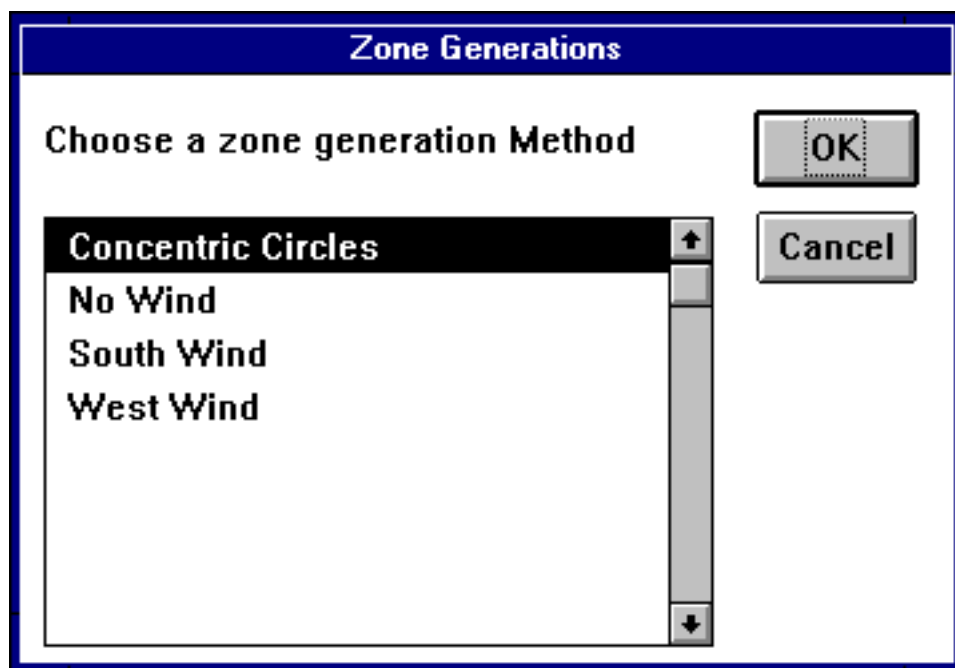 Zone Generations
Choose a zone generation Method
OK
Concentric Circles
Cancel
No Wind
South Wind
West Wind